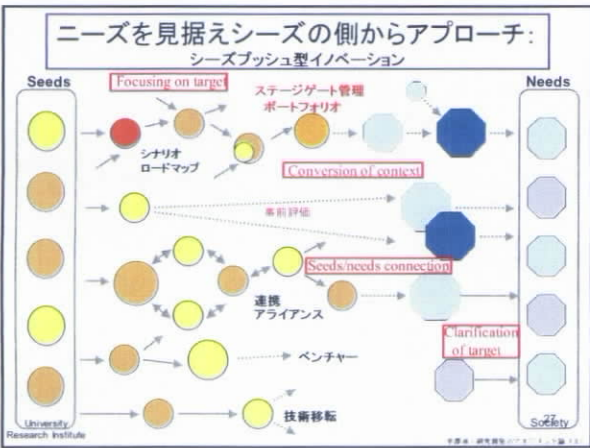 ニーズを見据えシーズの側からアプローチ:
シーズプッシュ型イノベーション
Seeds
Needs
Focusing on target
ステージゲート管理
ポートフォリオ
シナリオ
ロードマップ
Conversion of context
事前評価
Seeds/needs connection
連携
アライアンス
Clarification
of target
ベンチャー
技術移転
University
Research Institute
27
Society